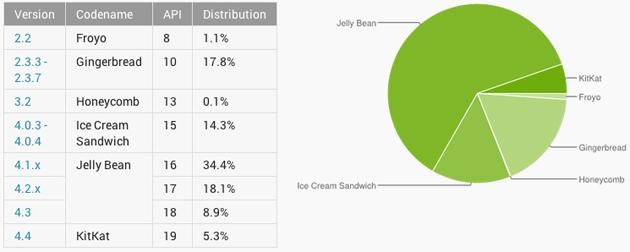 Version Codename API Distribution
2.2 Froyo 8 1.1%
2.3.3 - Gingerbread 10 17.8%
2.3.7
3.2 Honeycomb 13 0.1%
4.0.3 - Ice Cream 15 14.3%
4.0.4 Sandwich
4.1.x Jelly Bean 16 34.4%
4.2.x 17 18.1%
4.3 18 8.9%
4.4 KitKat 19 5.3%
Jelly Bean
KitKat
Froyo
Gingerbread
Honeycomb
Ice Cream Sandwich